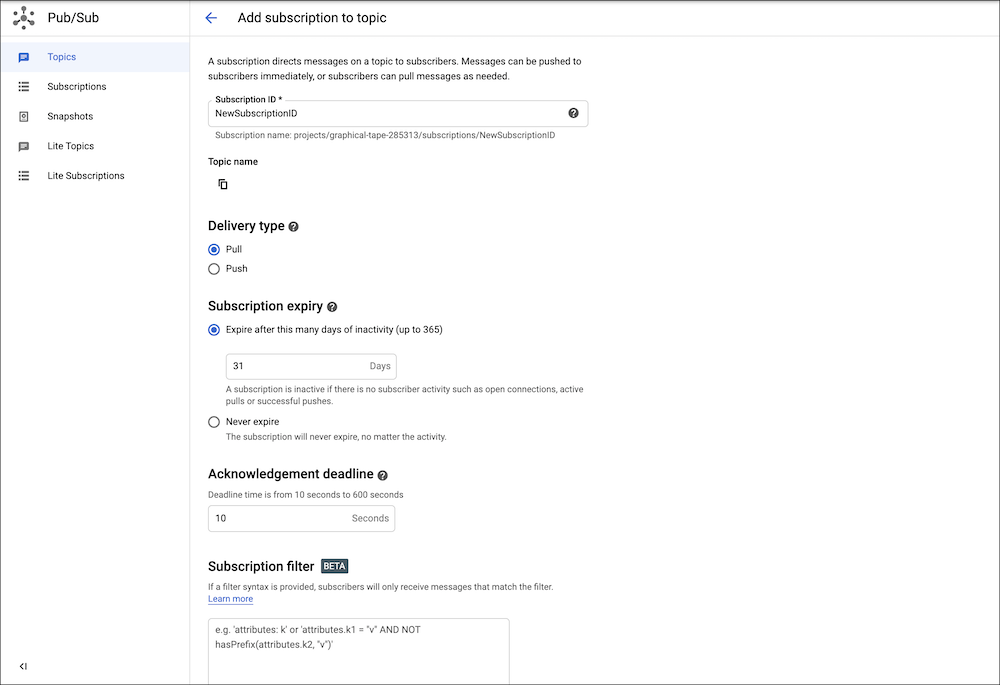 Pub/Sub
Add subscription to topic
Topics
Subscriptions
Snapshots
Lite Topics
Lite Subscriptions
A subscription directs messages on a topic to subscribers. Messages can be pushed to
subscribers immediately, or subscribers can pull messages as needed.
Subscription ID *
NewSubscriptionID
Subscription name: projects/graphical-tape-285313/subscriptions/NewSubscriptionID
Topic name
Delivery type
Pull
Push
Subscription expiry
Expire after this many days of inactivity (up to 365)
31 Days
A subscription is inactive if there is no subscriber activity such as open connections, active
pulls or successful pushes.
Never expire
The subscription will never expire, no matter the activity.
Acknowledgement deadline
Deadline time is from 10 seconds to 600 seconds
10 Seconds
Subscription filter BETA
If a filter syntax is provided, subscribers will only receive messages that match the filter.
Learn more
e.g. 'attributes: k' or 'attributes.k1 = "v" AND NOT
hasPrefix(attributes.k2, "v")'